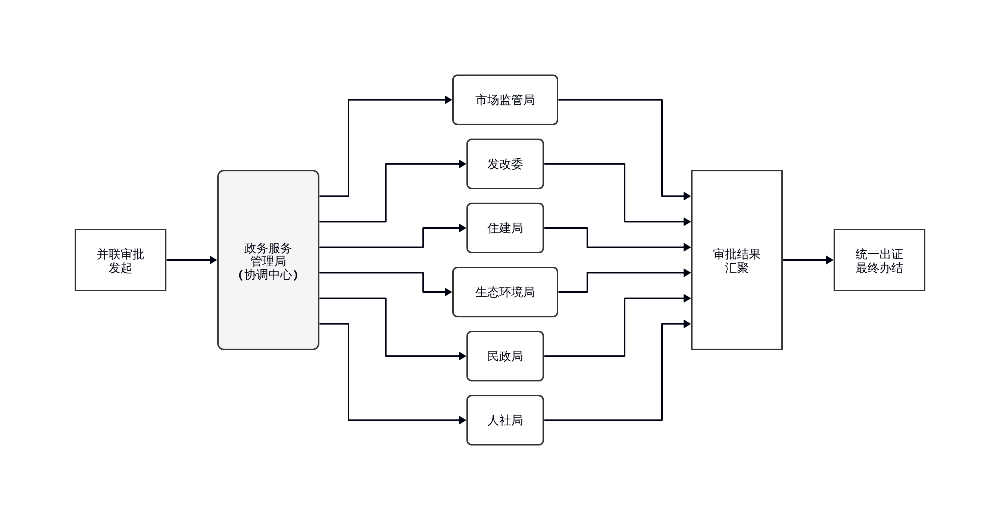 并联审批
发起
政务服务
管理局
(协调中心)
市场监管局
发改委
住建局
生态环境局
民政局
人社局
审批结果
汇聚
统一出证
最终办结